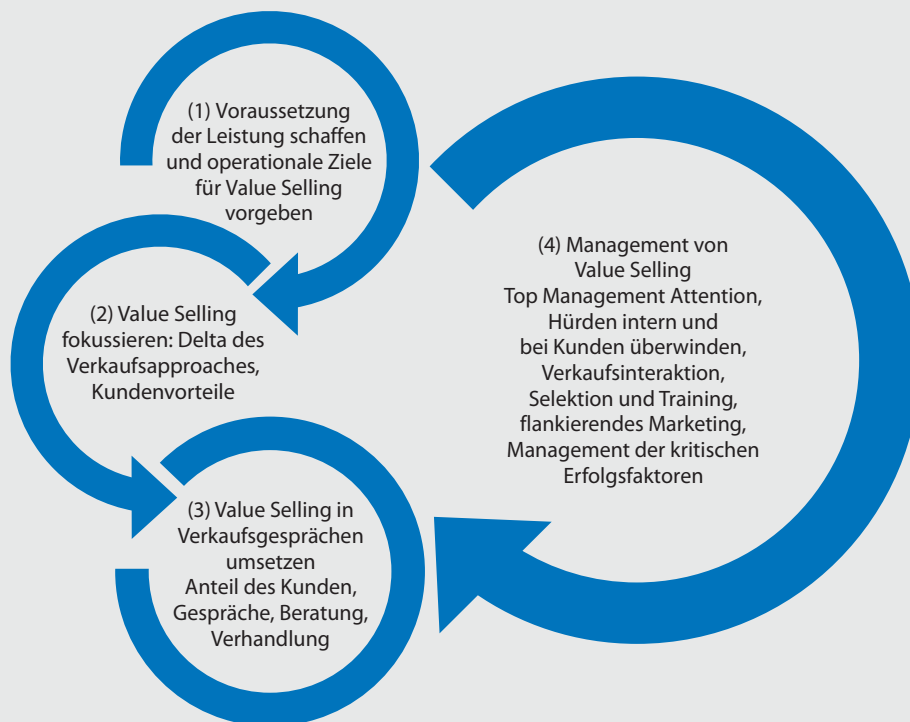 (1) Voraussetzung
der Leistung schaffen
und operationale Ziele
für Value Selling
vorgeben
(2) Value Selling
fokussieren: Delta des
Verkaufsapproaches,
Kundenvorteile
(3) Value Selling in
Verkaufsgesprächen
umsetzen
Anteil des Kunden,
Gespräche, Beratung,
Verhandlung
(4) Management von
Value Selling
Top Management Attention,
Hürden intern und
bei Kunden überwinden,
Verkaufsinteraktion,
Selektion und Training,
flankierendes Marketing,
Management der kritischen
Erfolgsfaktoren